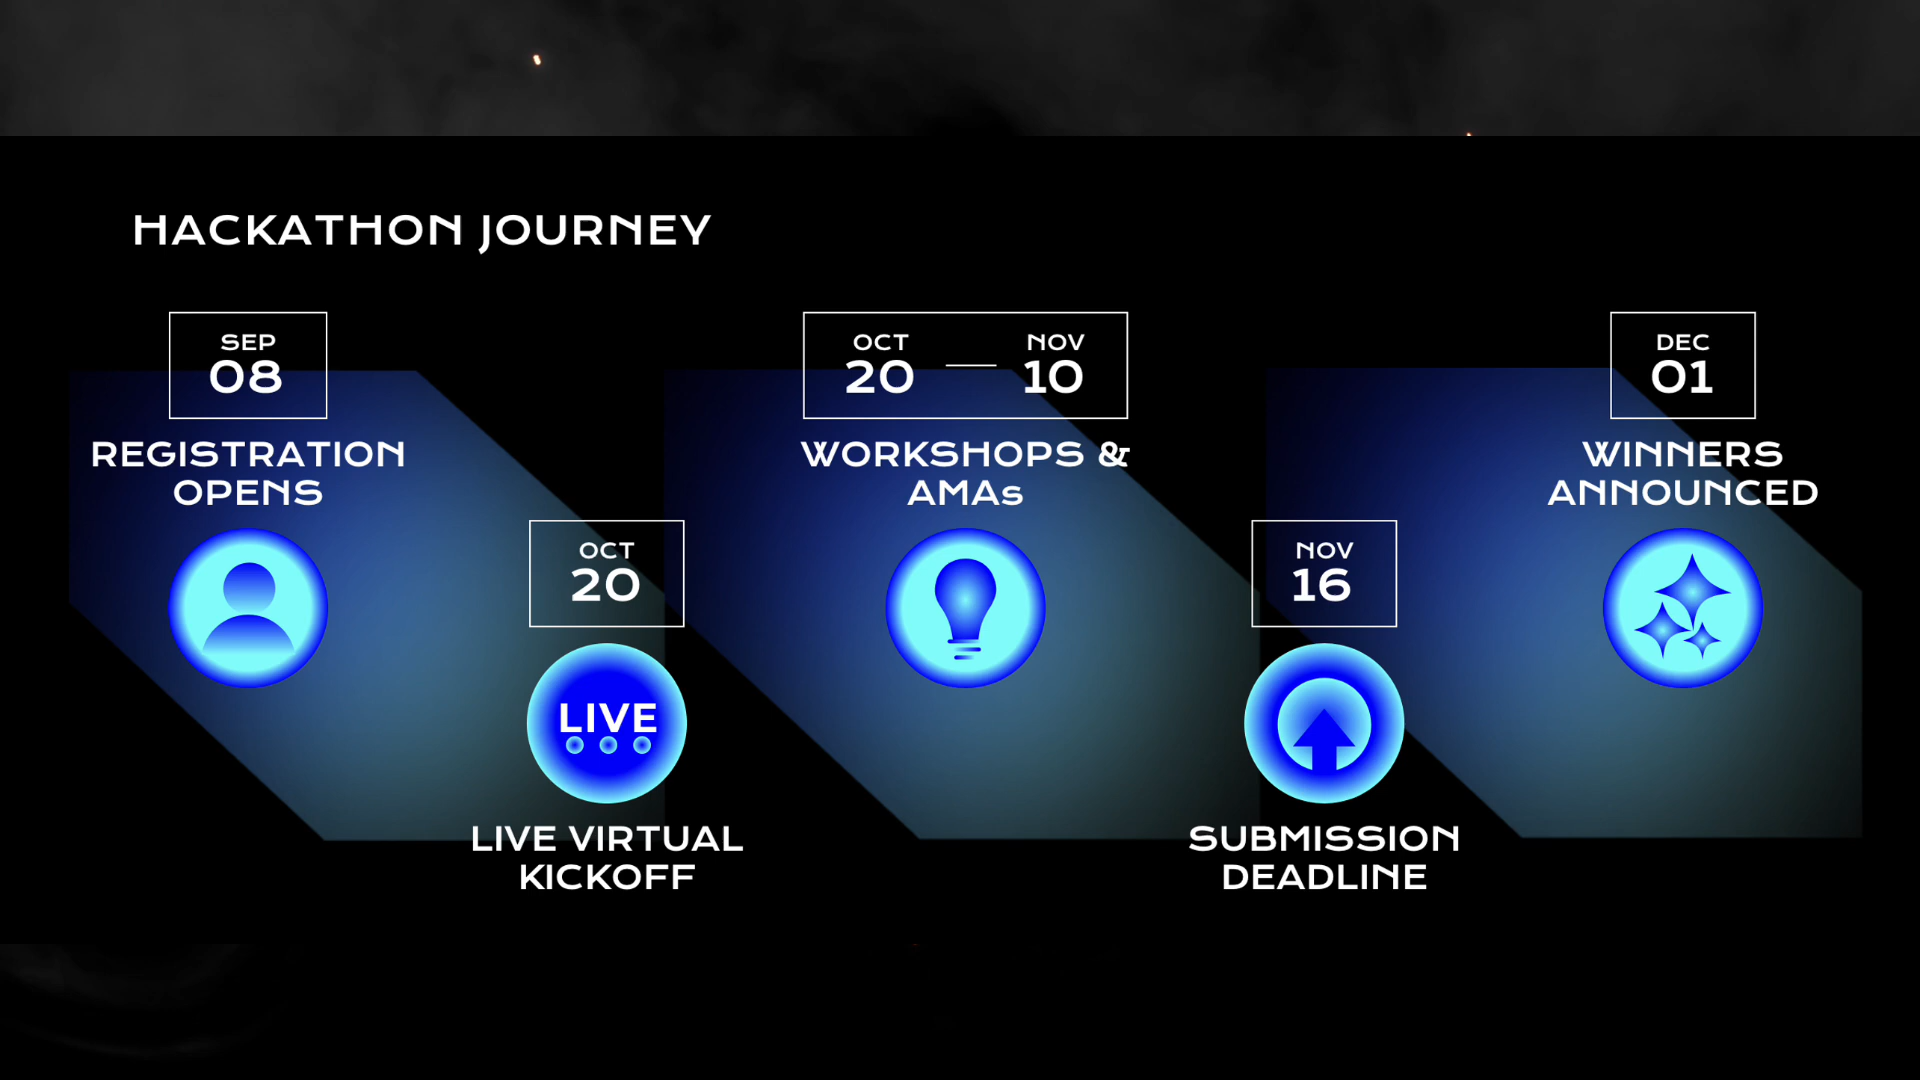 HACKATHON JOURNEY
SEP
08
REGISTRATION
OPENS
OCT
20
LIVE
LIVE VIRTUAL
KICKOFF
OCT
20 — NOV
10
WORKSHOPS &
AMAs
NOV
16
SUBMISSION
DEADLINE
DEC
01
WINNERS
ANNOUNCED